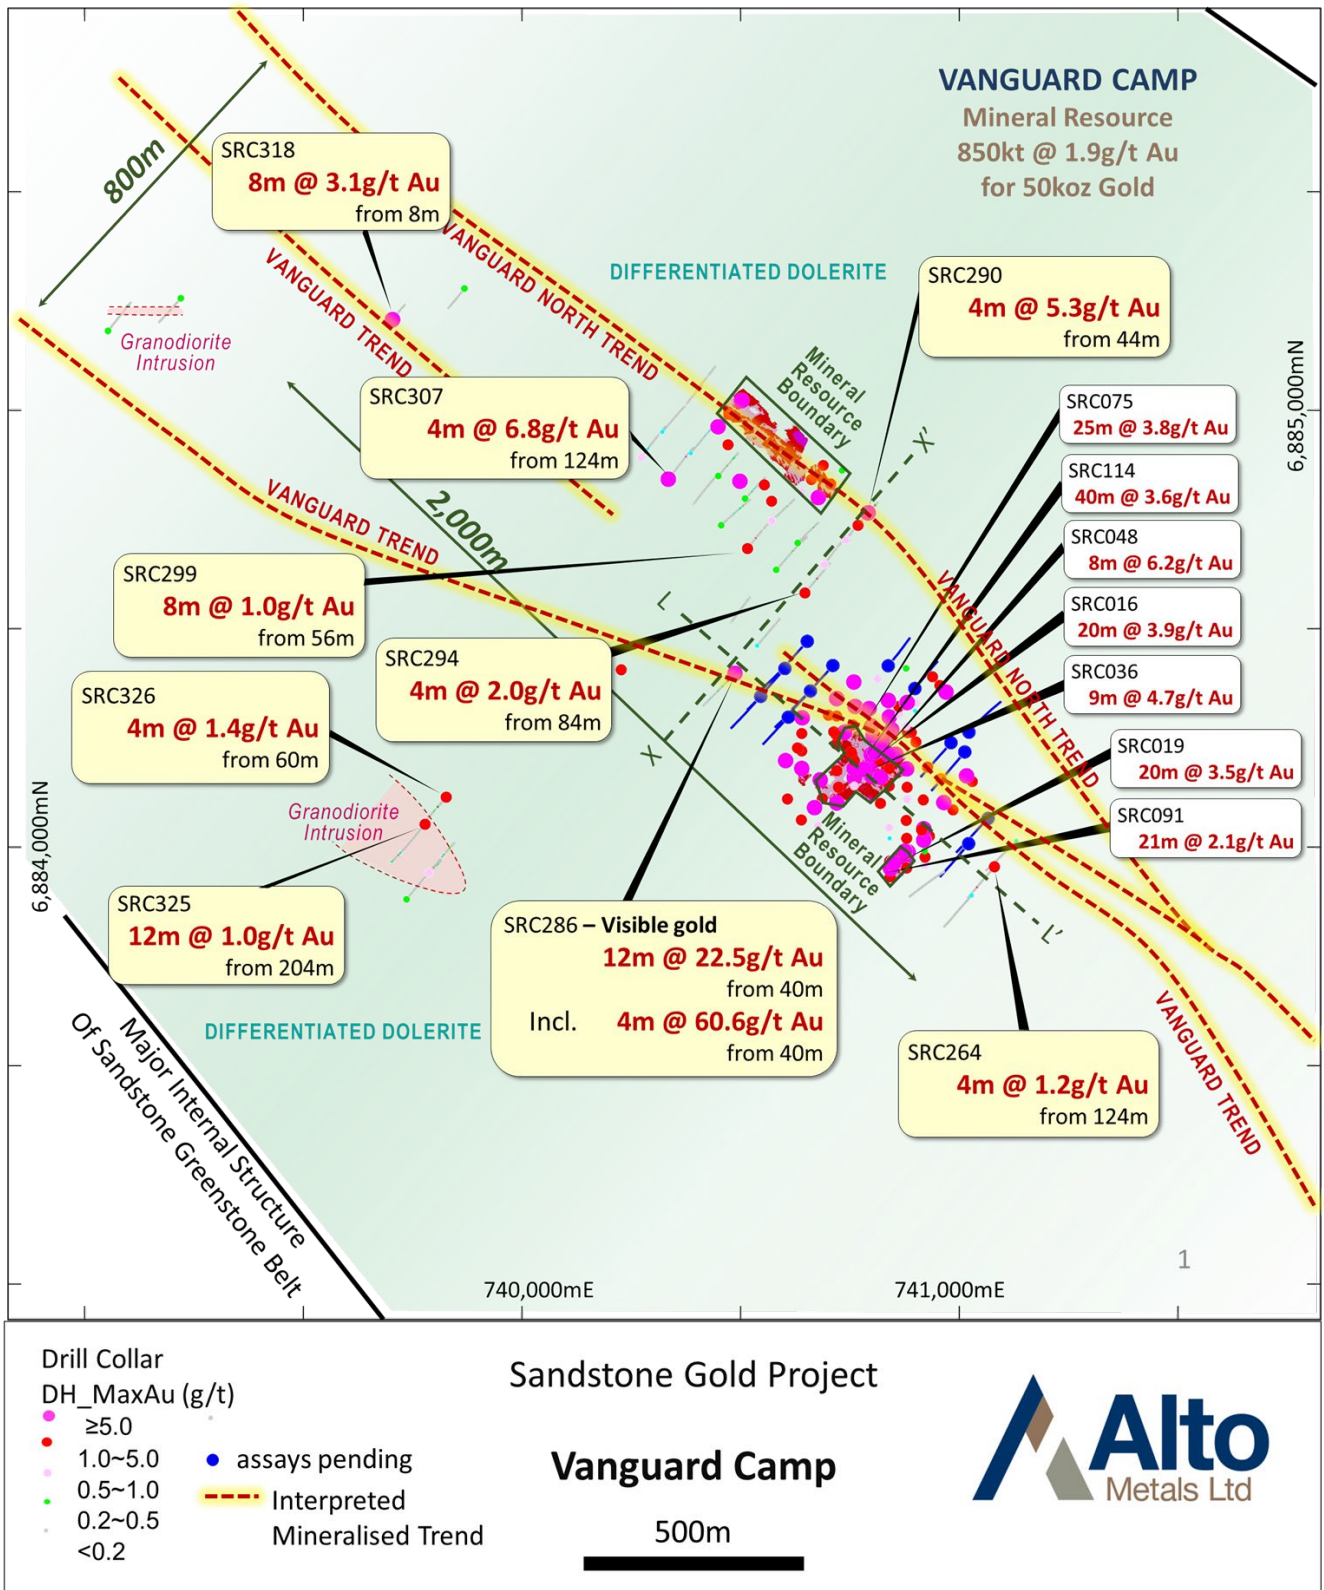 VANGUARD CAMP
Mineral Resource
850kt @ 1.9g/t Au
for 50koz Gold
800m
SRC318
8m @ 3.1g/t Au
from 8m
VANGUARD NORTH TREND
VANGUARD TREND
DIFFERENTIATED DOLERITE
SRC290
4m @ 5.3g/t Au
from 44m
Granodiorite
Intrusion
Mineral
Resource
Boundary
6,885,000mN
SRC307
4m @ 6.8g/t Au
from 124m
SRC075
25m @ 3.8g/t Au
X'
SRC114
40m @ 3.6g/t Au
VANGUARD TREND
2,000m
SRC048
8m @ 6.2g/t Au
SRC299
8m @ 1.0g/t Au
from 56m
L
VANGUARD NORTH TREND
SRC016
20m @ 3.9g/t Au
SRC294
4m @ 2.0g/t Au
from 84m
SRC036
9m @ 4.7g/t Au
SRC326
4m @ 1.4g/t Au
from 60m
X
SRC019
20m @ 3.5g/t Au
6,884,000mN
Granodiorite
Intrusion
Mineral
Resource
Boundary
SRC091
21m @ 2.1g/t Au
SRC325
12m @ 1.0g/t Au
from 204m
SRC286 – Visible gold
12m @ 22.5g/t Au
from 40m
Incl. 4m @ 60.6g/t Au
from 40m
L'
DIFFERENTIATED DOLERITE
SRC264
4m @ 1.2g/t Au
from 124m
VANGUARD TREND
Major Internal Structure
Of Sandstone Greenstone Belt
1
740,000mE
741,000mE
Drill Collar
DH_MaxAu (g/t)
≥5.0
1.0~5.0
0.5~1.0
0.2~0.5
<0.2
assays pending
Interpreted
Mineralised Trend
Sandstone Gold Project
Vanguard Camp
500m
Alto
Metals Ltd